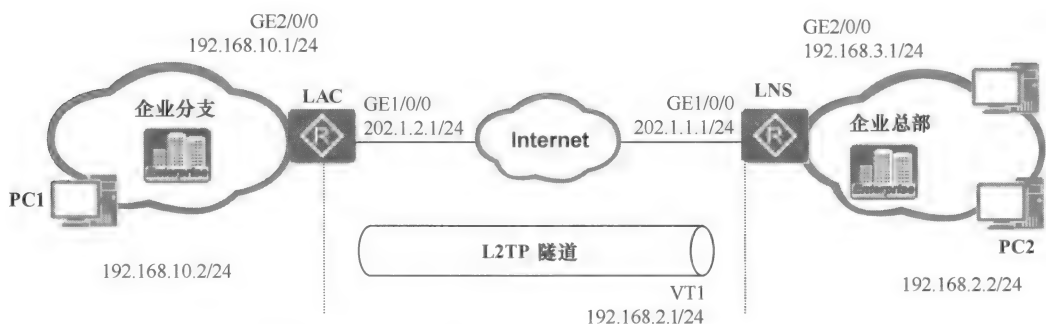 GE2/0/0
192.168.10.1/24
GE2/0/0
192.168.3.1/24
LAC
LNS
企业分支
GE1/0/0
202.1.2.1/24
Internet
GE1/0/0
202.1.1.1/24
企业总部
R
R
Enterprise
Enterprise
PC1
PC2
L2TP 隧道
192.168.10.2/24
192.168.2.2/24
VT1
192.168.2.1/24